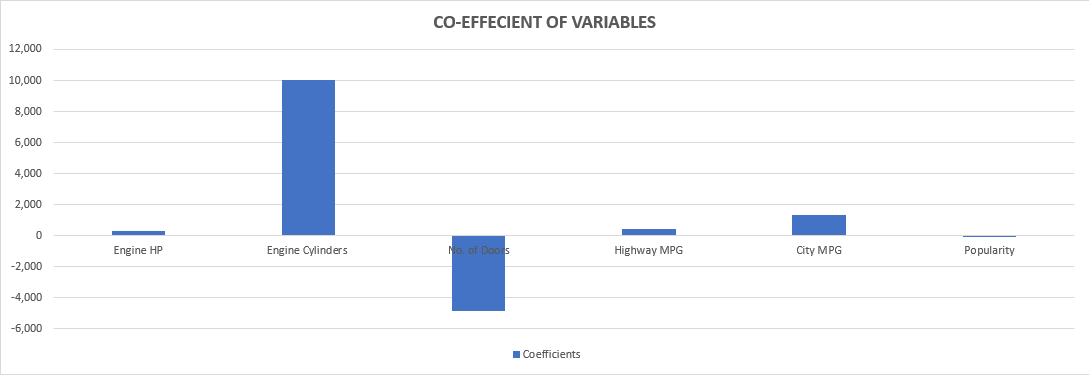 CO-EFFECIENT OF VARIABLES
12,000
10,000
8,000
6,000
4,000
2,000
0
-2,000
-4,000
-6,000
Engine HP
Engine Cylinders
No. of Doors
Highway MPG
City MPG
Popularity
Coefficients